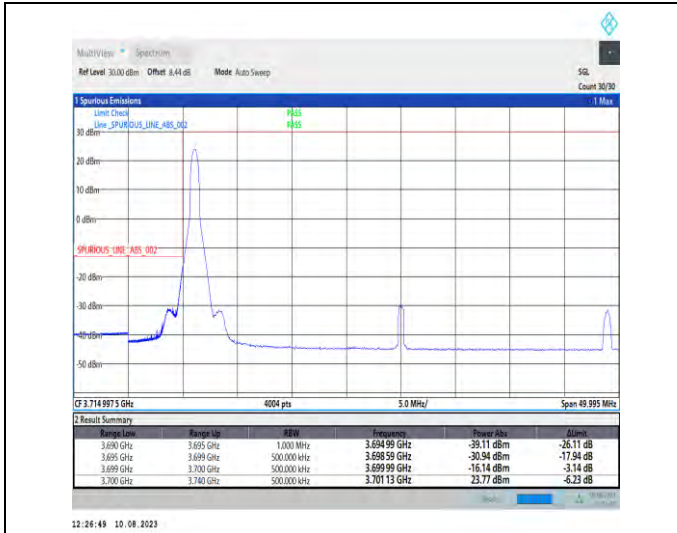 MultiView Spectrum
Ref Level 30.00 dBm Offset 8.44 dB Mode Auto Sweep SGL
Count 30/30
1 Spurious Emissions 1 Max
Limit Check PASS
Line _SPURIOUS_LINE_ABS_002 PASS
30 dBm
20 dBm
10 dBm
0 dBm
SPURIOUS_LINE_ABS_002
-20 dBm
-30 dBm
-40 dBm
-50 dBm
CF 3.714 997 5 GHz 4004 pts 5.0 MHz/ Span 49.995 MHz
2 Result Summary
Range Low Range Up RBW Frequency Power Abs ΔLimit
3.690 GHz 3.695 GHz 1.000 MHz 3.694 99 GHz -39.11 dBm -26.11 dB
3.695 GHz 3.699 GHz 500.000 kHz 3.698 59 GHz -30.94 dBm -17.94 dB
3.699 GHz 3.700 GHz 500.000 kHz 3.699 99 GHz -16.14 dBm -3.14 dB
3.700 GHz 3.740 GHz 500.000 kHz 3.701 13 GHz 23.77 dBm -6.23 dB
12:26:49 10.08.2023